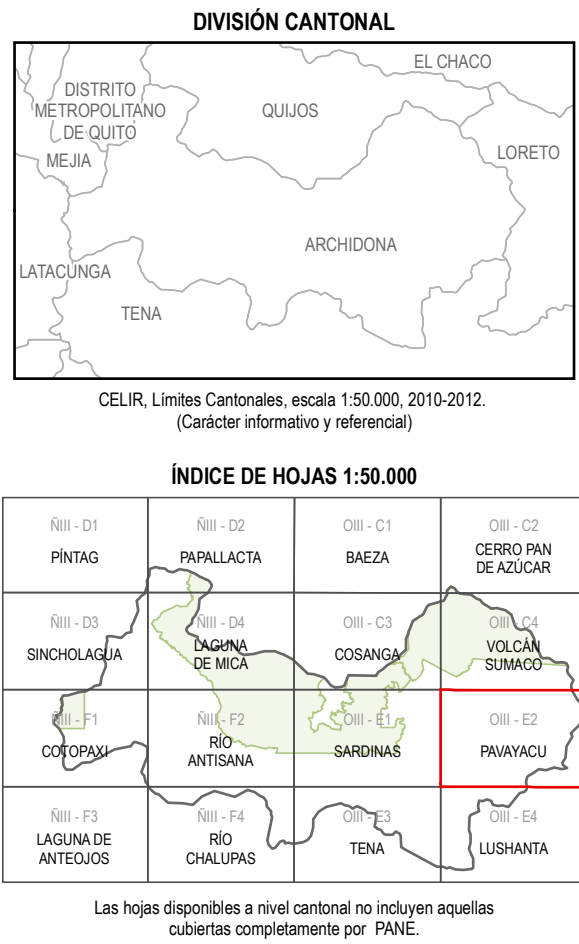 DIVISIÓN CANTONAL
EL CHACO
DISTRITO
METROPOLITANO
DE QUITO
QUIJOS
LORETO
MEJIA
ARCHIDONA
LATACUNGA
TENA
CELIR, Límites Cantonales, escala 1:50.000, 2010-2012.
(Carácter informativo y referencial)
ÍNDICE DE HOJAS 1:50.000
ÑIII - D1
PÍNTAG
ÑIII - D2
PAPALLACTA
OIII - C1
BAEZA
OIII - C2
CERRO PAN
DE AZÚCAR
ÑIII - D3
SINCHOLAGUA
ÑIII - D4
LAGUNA
DE MICA
OIII - C3
COSANGA
OIII - C4
VOLCÁN
SUMACO
ÑIII - F1
COTOPAXI
ÑIII - F2
RÍO
ANTISANA
OIII - E1
SARDINAS
OIII - E2
PAVAYACU
ÑIII - F3
LAGUNA DE
ANTEOJOS
ÑIII - F4
RÍO
CHALUPAS
OIII - E3
TENA
OIII - E4
LUSHANTA
Las hojas disponibles a nivel cantonal no incluyen aquellas
cubiertas completamente por PANE.